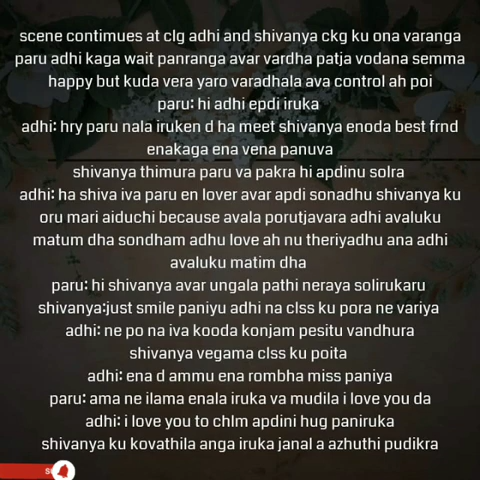 scene contimues at clg adhi and shivanya ckg ku ona varanga
paru adhi kaga wait panranga avar vardha patja vodana semma
happy but kuda vera yaro varadhala ava control ah poi
paru: hi adhi epdi iruka
adhi: hry paru nala iruken d ha meet shivanya enoda best frnd
enakaga ena vena panuva
shivanya thimura paru va pakra hi apdinu solra
adhi: ha shiva iva paru en lover avar apdi sonadhu shivanya ku
oru mari aiduchi because avala porutjavara adhi avaluku
matum dha sondham adhu love ah nu theriyadhu ana adhi
avaluku matim dha
paru: hi shivanya avar ungala pathi neraya solirukaru
shivanya:just smile paniyu adhi na clss ku pora ne variya
adhi: ne po na iva kooda konjam pesitu vandhura
shivanya vegama clss ku poita
adhi: ena d ammu ena rombha miss paniya
paru: ama ne ilama enala iruka va mudila i love you da
adhi: i love you to chlm apdini hug paniruka
shivanya ku kovathila anga iruka janal a azhuthi pudikra